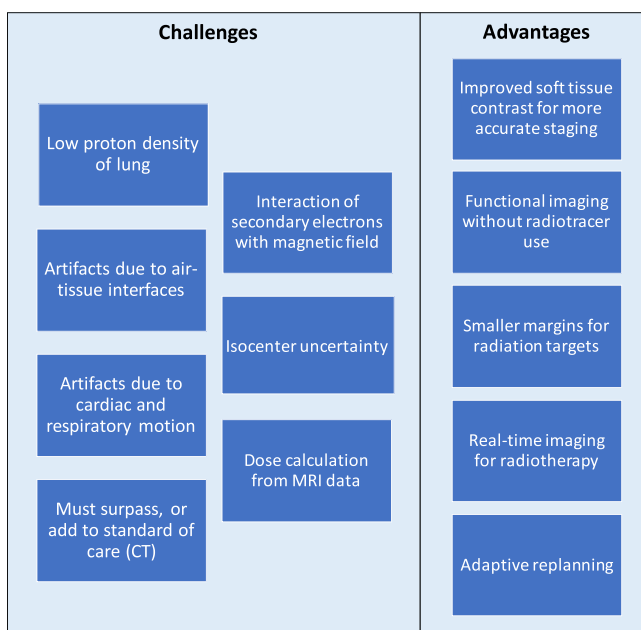 Challenges
Low proton density
of lung
Artifacts due to air-
tissue interfaces
Artifacts due to
cardiac and
respiratory motion
Must surpass, or
add to standard of
care (CT)
Interaction of
secondary electrons
with magnetic field
Isocenter uncertainty
Dose calculation
from MRI data
Advantages
Improved soft tissue
contrast for more
accurate staging
Functional imaging
without radiotracer
use
Smaller margins for
radiation targets
Real-time imaging
for radiotherapy
Adaptive replanning